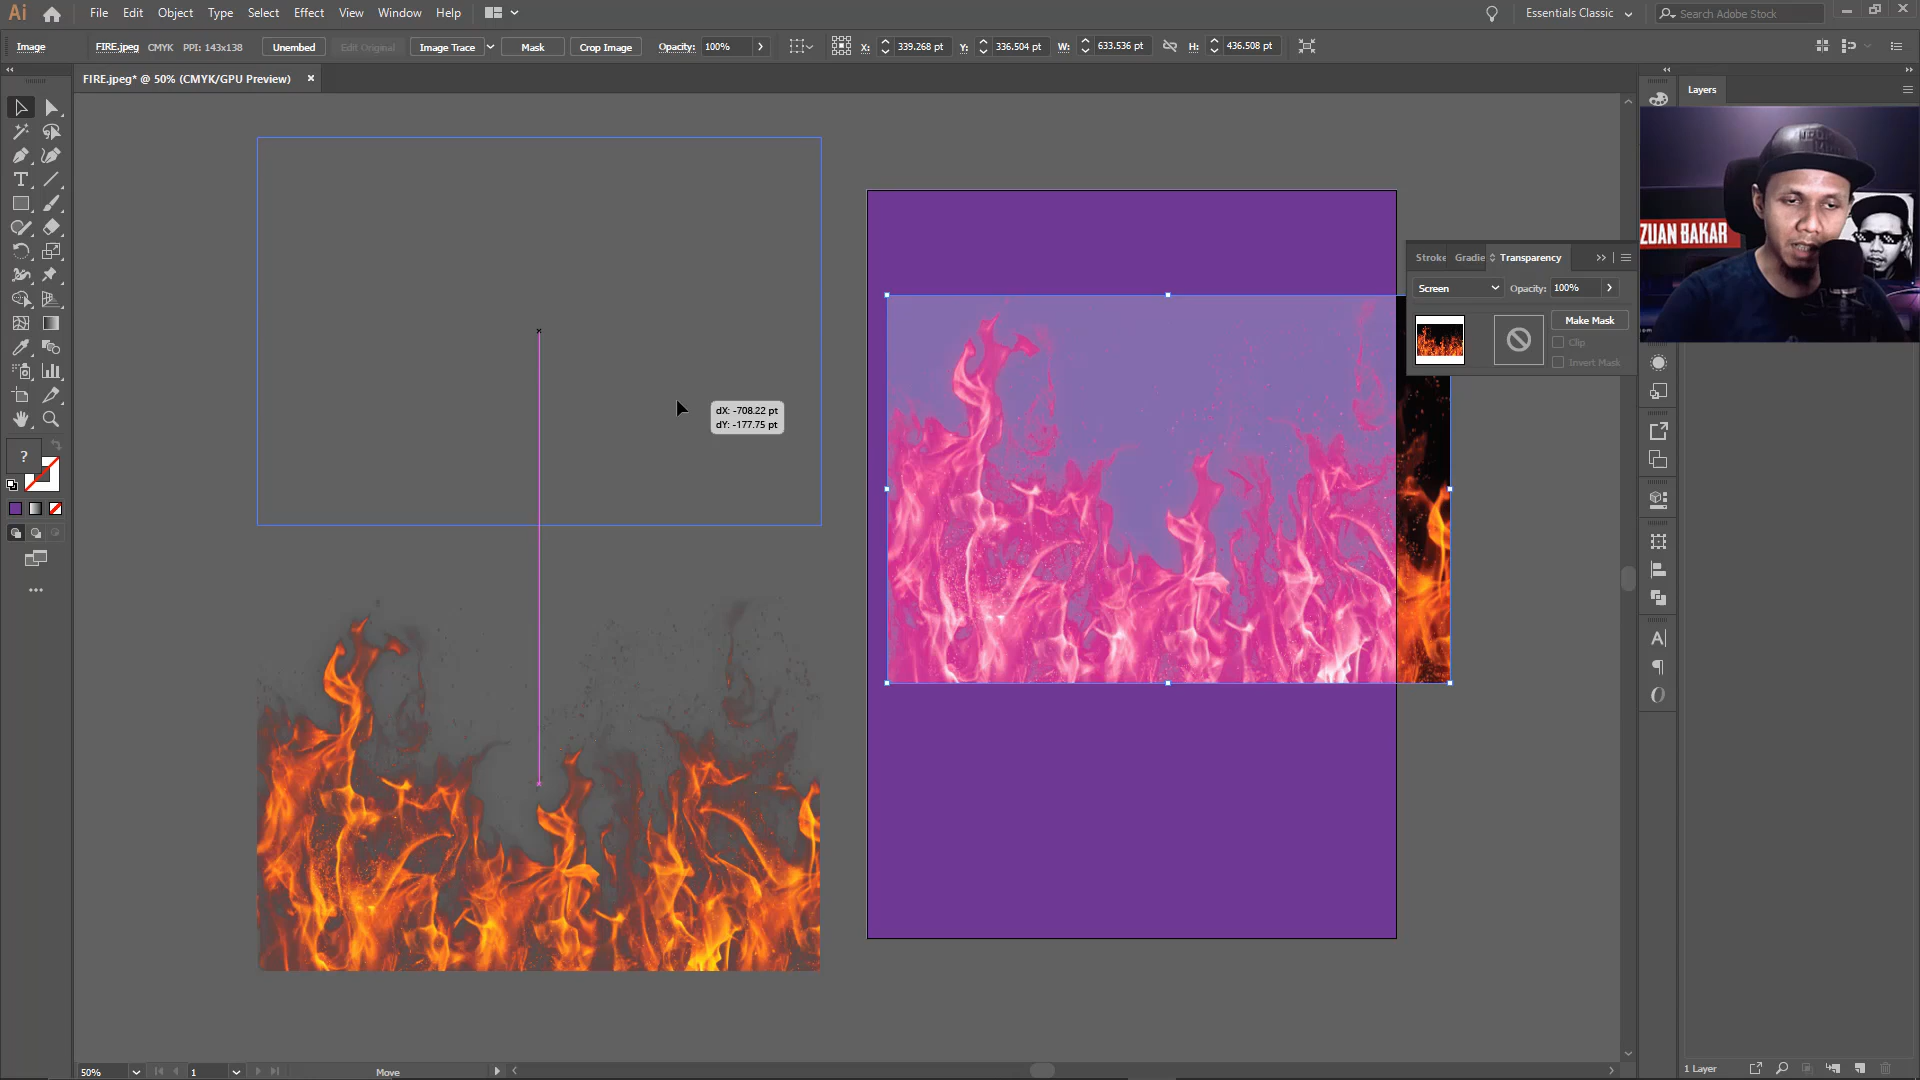 Ai File Edit Object Type Select Effect View Window Help Essentials Classic Search Adobe Stock
Image FIRE.jpeg CMYK PPI: 143x138 Unembed Edit Original Image Trace Mask Crop Image Opacity: 100% X: 339.268 pt Y: 336.504 pt W: 633.536 pt H: 436.508 pt
FIRE.jpeg* @ 50% (CMYK/GPU Preview)
Layers
ZUAN BAKAR
Stroke Gradie Transparency
Screen Opacity: 100%
Make Mask
Clip
Invert Mask
dX: -708.22 pt
dY: -177.75 pt
?
50% 1 Move
1 Layer